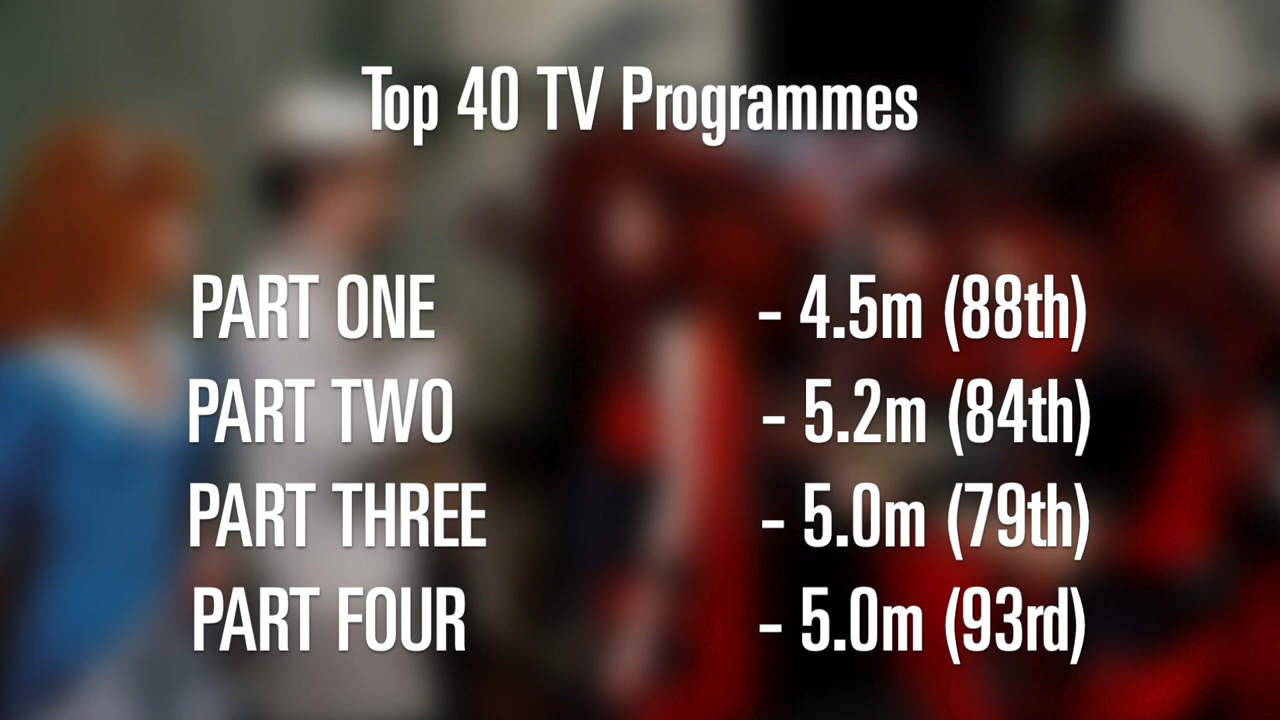 Top 40 TV Programmes
PART ONE - 4.5m (88th)
PART TWO - 5.2m (84th)
PART THREE - 5.0m (79th)
PART FOUR - 5.0m (93rd)